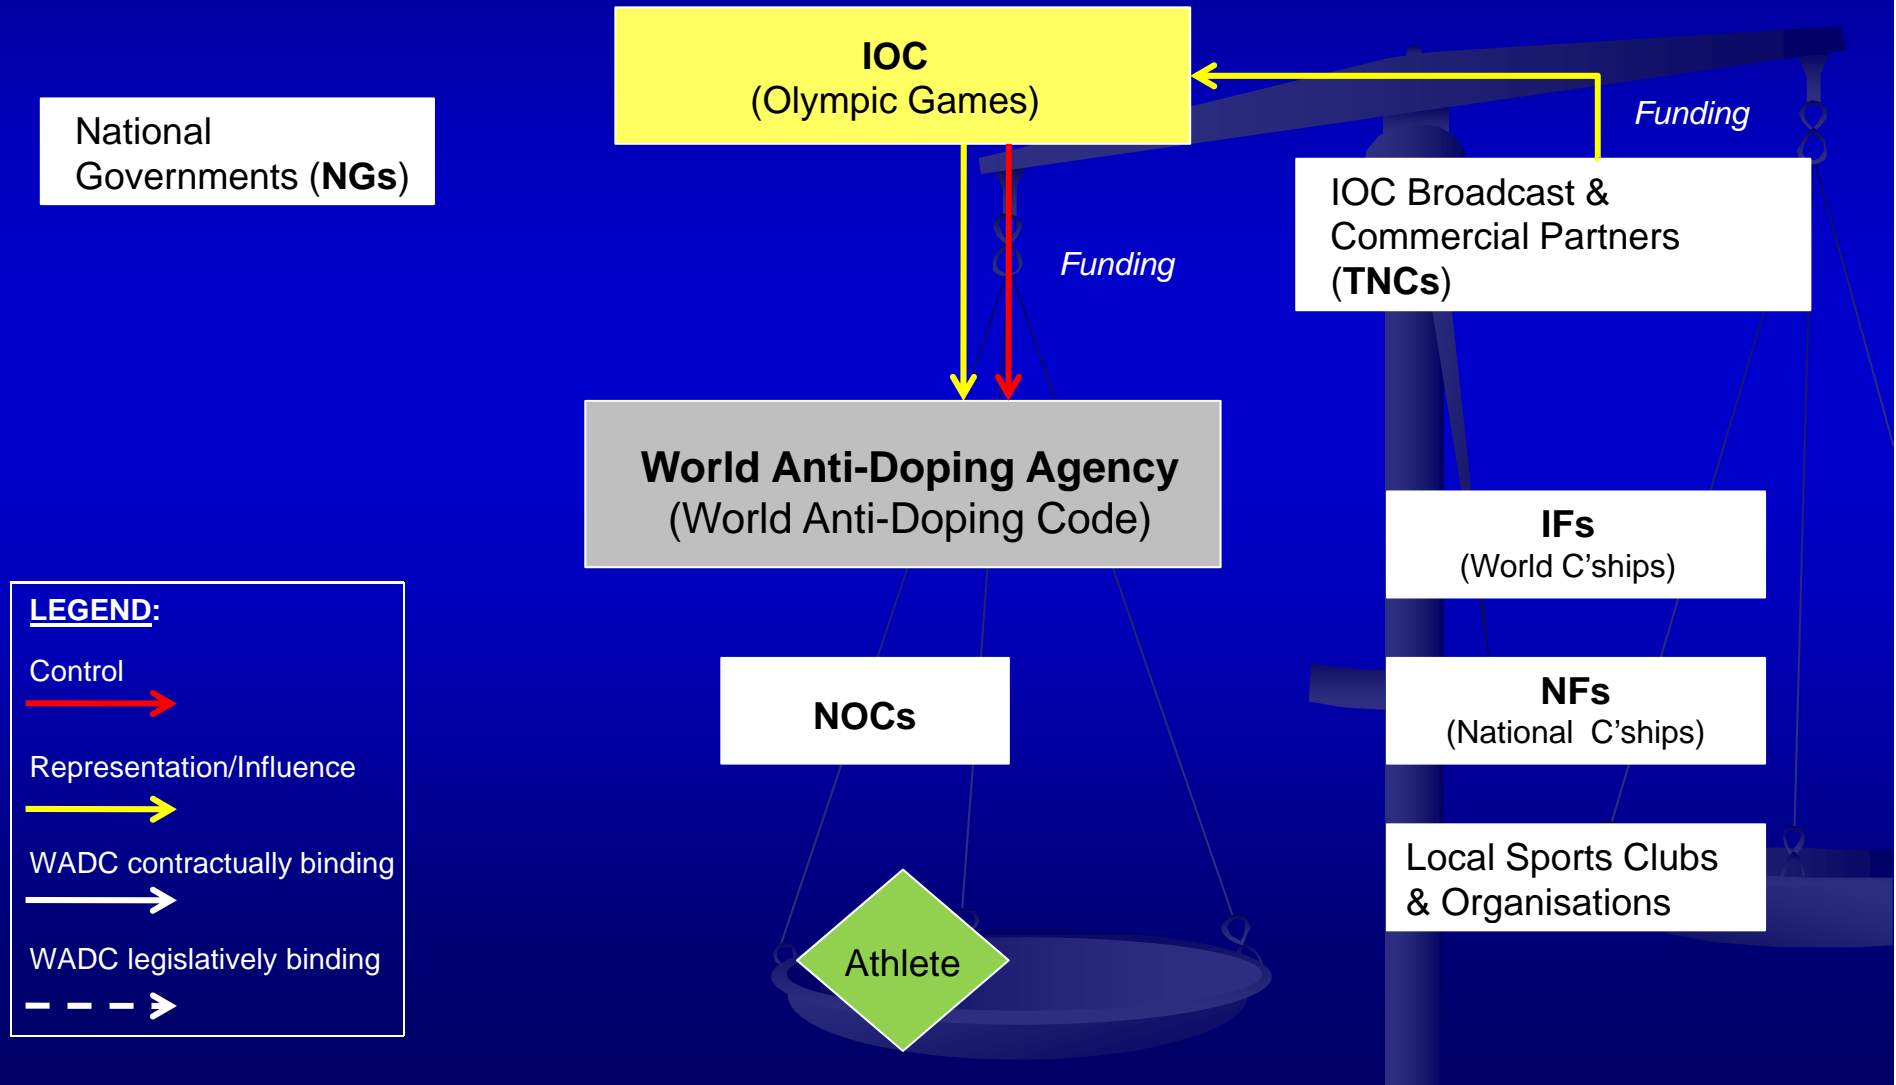 IOC
(Olympic Games)
National
Governments (NGs)
Funding
IOC Broadcast &
Commercial Partners
(TNCs)
Funding
World Anti-Doping Agency
(World Anti-Doping Code)
IFs
(World C’ships)
LEGEND:
Control
Representation/Influence
WADC contractually binding
WADC legislatively binding
NOCs
NFs
(National C’ships)
Local Sports Clubs
& Organisations
Athlete